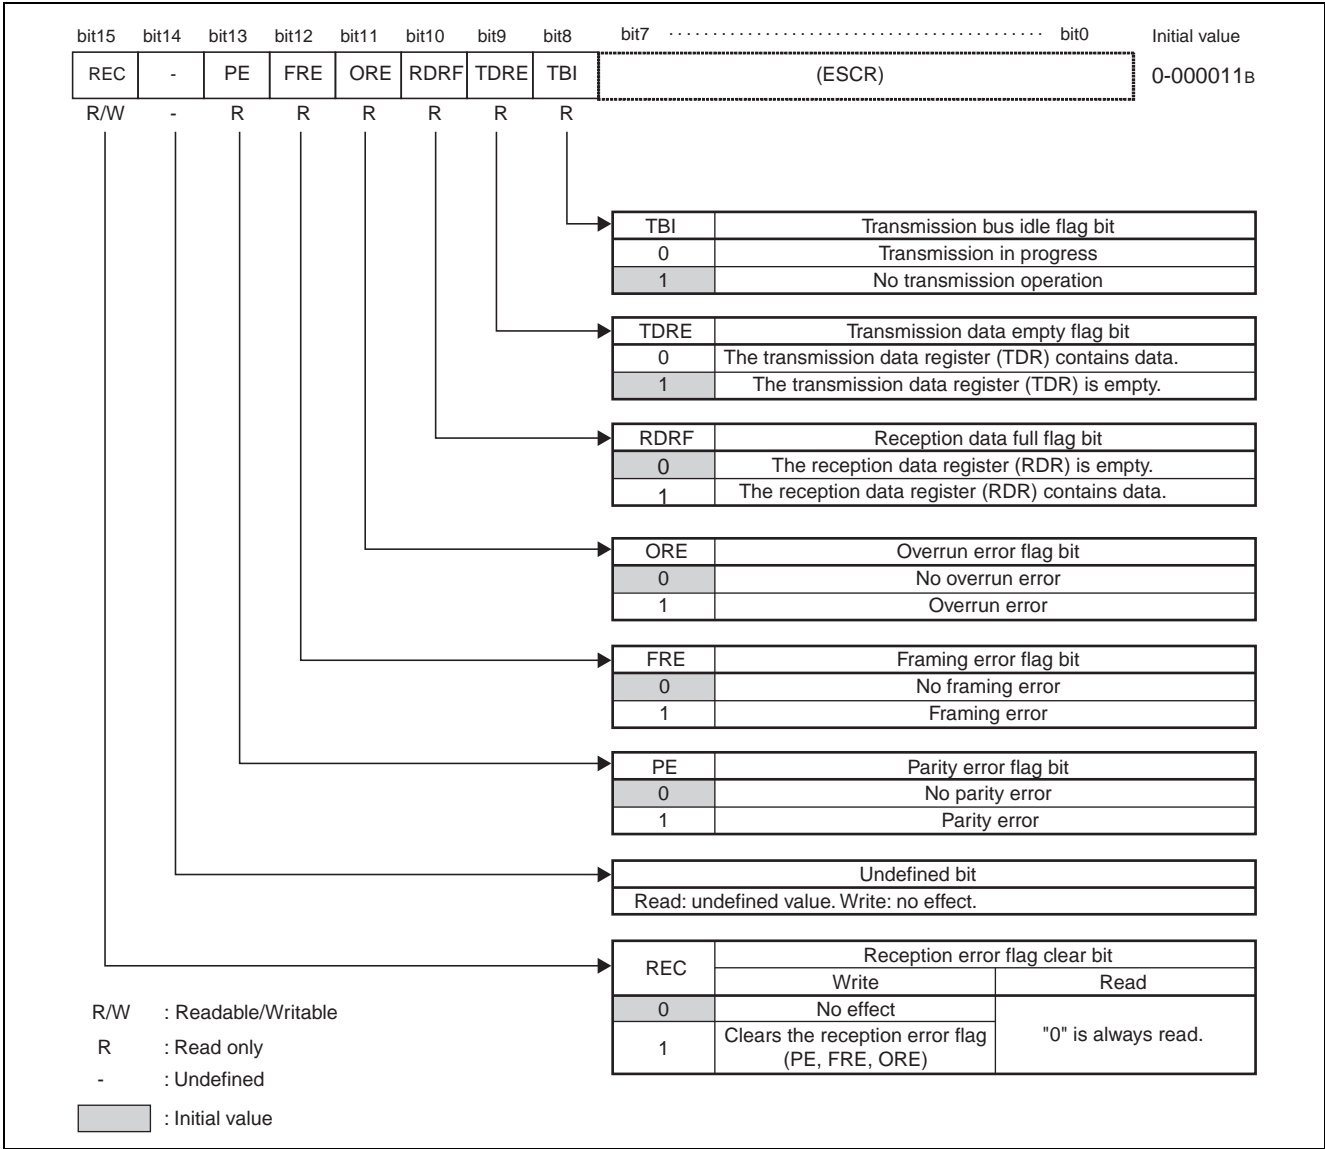 bit15 bit14 bit13 bit12 bit11 bit10 bit9 bit8 bit7 bit0 Initial value
REC - PE FRE ORE RDRF TDRE TBI (ESCR) 0-000011B
R/W - R R R R R R
TBI Transmission bus idle flag bit
0 Transmission in progress
1 No transmission operation
TDRE Transmission data empty flag bit
0 The transmission data register (TDR) contains data.
1 The transmission data register (TDR) is empty.
RDRF Reception data full flag bit
0 The reception data register (RDR) is empty.
1 The reception data register (RDR) contains data.
ORE Overrun error flag bit
0 No overrun error
1 Overrun error
FRE Framing error flag bit
0 No framing error
1 Framing error
PE Parity error flag bit
0 No parity error
1 Parity error
Undefined bit
Read: undefined value. Write: no effect.
REC Reception error flag clear bit
Write Read
0 No effect
1 Clears the reception error flag
(PE, FRE, ORE)
"0" is always read.
R/W : Readable/Writable
R : Read only
- : Undefined
: Initial value